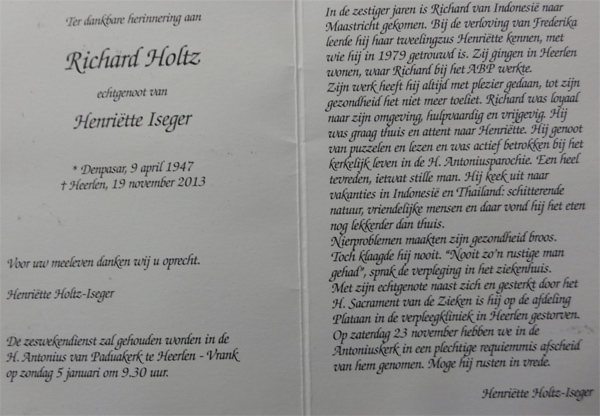 Ter dankbare herinnering aan
Richard Holtz
echtgenoot van
Henriëtte Iseger
* Denpasar, 9 april 1947
† Heerlen, 19 november 2013
Voor uw meeleven danken wij u oprecht.
Henriëtte Holtz-Iseger
De zeswekendienst zal gehouden worden in de
H. Antonius van Paduakerk te Heerlen - Vrank
op zondag 5 januari om 9.30 uur.
In de zestiger jaren is Richard van Indonesië naar
Maastricht gekomen. Bij de verloving van Frederika
leerde hij haar tweelingzus Henriëtte kennen, met
wie hij in 1979 getrouwd is. Zij gingen in Heerlen
wonen, waar Richard bij het ABP werkte.
Zijn werk heeft hij altijd met plezier gedaan, tot zijn
gezondheid het niet meer toeliet. Richard was loyaal
naar zijn omgeving, hulpvaardig en vrijgevig. Hij
was graag thuis en attent naar Henriëtte. Hij genoot
van puzzelen en lezen en was actief betrokken bij het
kerkelijk leven in de H. Antoniusparochie. Een heel
tevreden, ietwat stille man. Hij keek uit naar
vakanties in Indonesië en Thailand: schitterende
natuur, vriendelijke mensen en daar vond hij het eten
nog lekkerder dan thuis.
Nierproblemen maakten zijn gezondheid broos.
Toch klaagde hij nooit. "Nooit zo'n rustige man
gehad", sprak de verpleging in het ziekenhuis.
Met zijn echtgenote naast zich en gesterkt door het
H. Sacrament van de Zieken is hij op de afdeling
Plataan in de verpleegkliniek in Heerlen gestorven.
Op zaterdag 23 november hebben we in de
Antoniuskerk in een plechtige requiemmis afscheid
van hem genomen. Moge hij rusten in vrede.
Henriëtte Holtz-Iseger